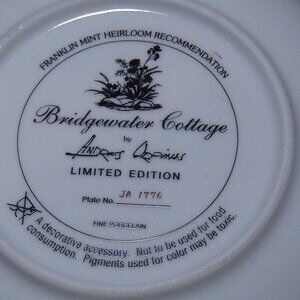 FRANKLIN MINT HEIRLOOM RECOMMENDATION
Bridgewater Cottage
by
LIMITED EDITION
Plate No. JA 1776
FINE PORCELAIN
A decorative accessory. Not to be used for food
consumption. Pigments used for color may be toxic.